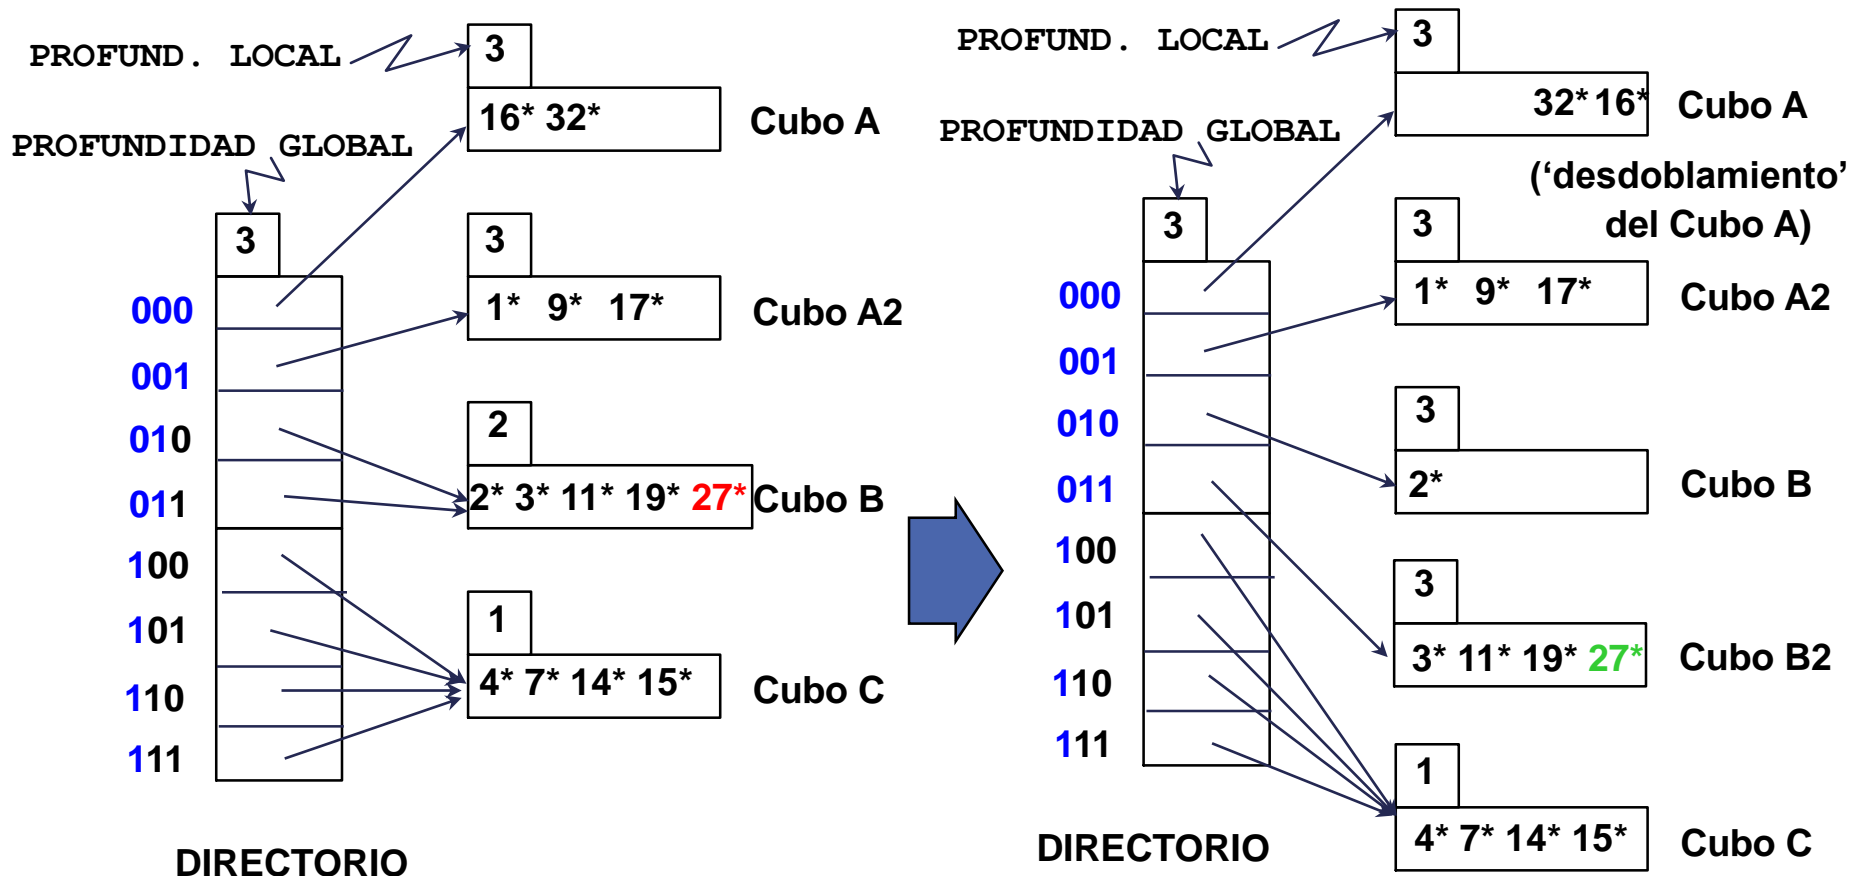 PROFUND. LOCAL
3
16* 32*
Cubo A
PROFUNDIDAD GLOBAL
3
3
1* 9* 17*
Cubo A2
000
001
010
011
100
101
110
111
2
2* 3* 11* 19* 27*
Cubo B
1
4* 7* 14* 15*
Cubo C
DIRECTORIO
PROFUND. LOCAL
3
32* 16*
Cubo A
PROFUNDIDAD GLOBAL
(‘desdoblamiento’
del Cubo A)
3
3
1* 9* 17*
Cubo A2
000
001
010
011
100
101
110
111
3
2*
Cubo B
3
3* 11* 19* 27*
Cubo B2
1
4* 7* 14* 15*
Cubo C
DIRECTORIO